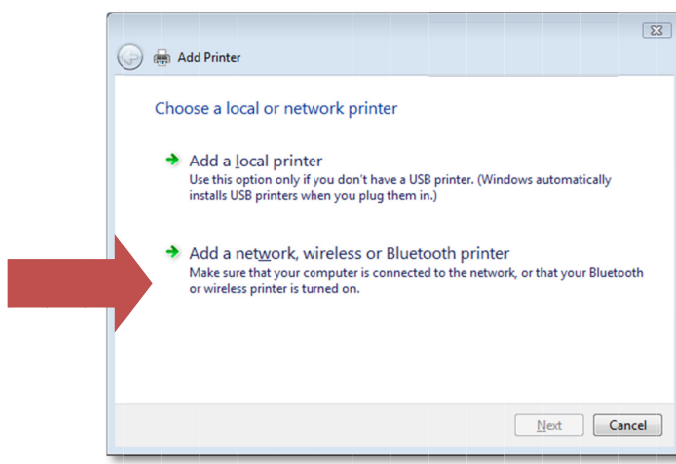 Add Printer
Choose a local or network printer
Add a local printer
Use this option only if you don't have a USB printer. (Windows automatically
installs USB printers when you plug them in.)
Add a network, wireless or Bluetooth printer
Make sure that your computer is connected to the network, or that your Bluetooth
or wireless printer is turned on.
Next
Cancel